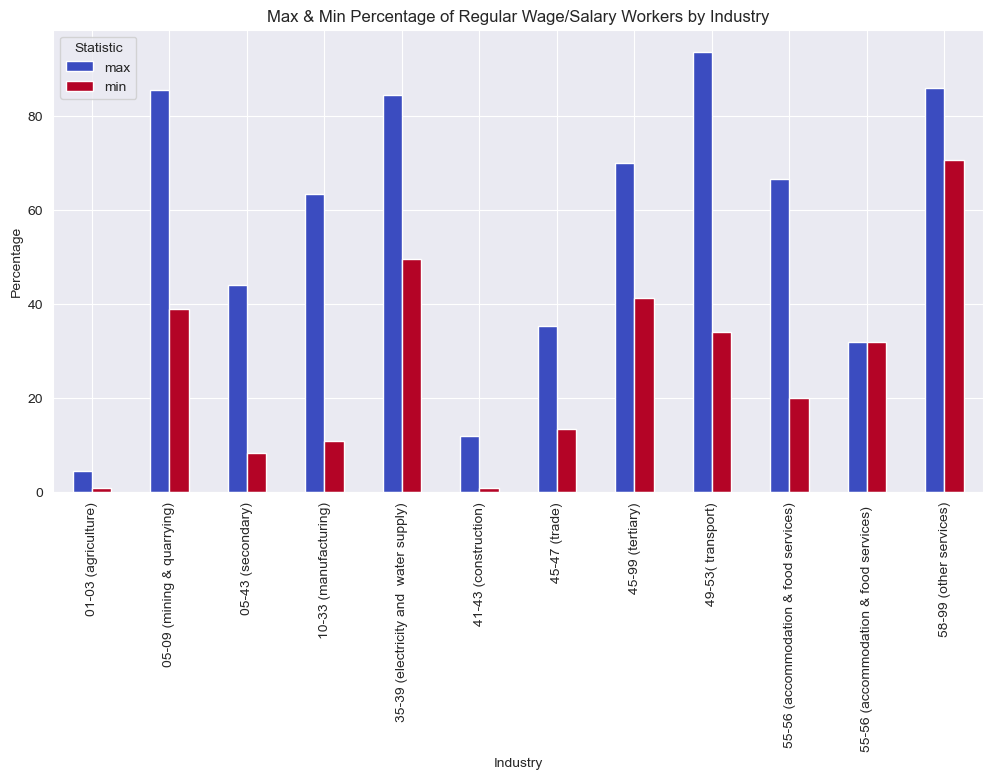 Max & Min Percentage of Regular Wage/Salary Workers by Industry
Statistic
max
min
Percentage
80
60
40
20
0
01-03 (agriculture)
05-09 (mining & quarrying)
05-43 (secondary)
10-33 (manufacturing)
35-39 (electricity and  water supply)
41-43 (construction)
45-47 (trade)
45-99 (tertiary)
49-53( transport)
55-56 (accommodation & food services)
55-56 (accommodation & food services)
58-99 (other services)
Industry